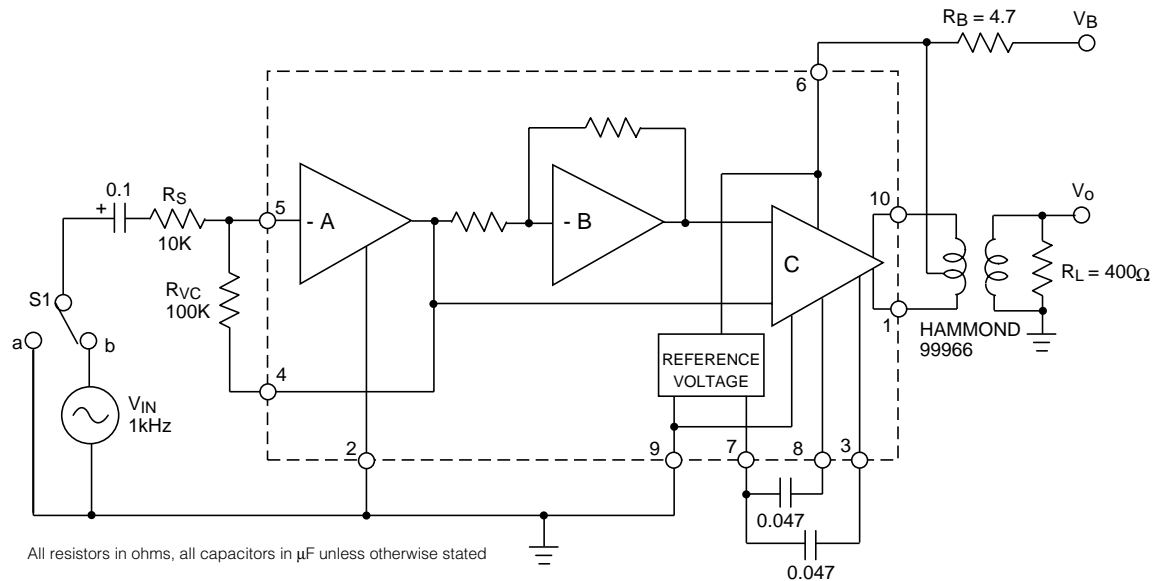 R_B = 4.7
V_B
6
0.1
+
R_S
10K
5
- A
- B
C
10
V_o
S1
R_VC
100K
a
b
4
R_L = 400Ω
1
HAMMOND
99966
REFERENCE
VOLTAGE
V_IN
1kHz
2
9
7
8
3
0.047
0.047
All resistors in ohms, all capacitors in μF unless otherwise stated